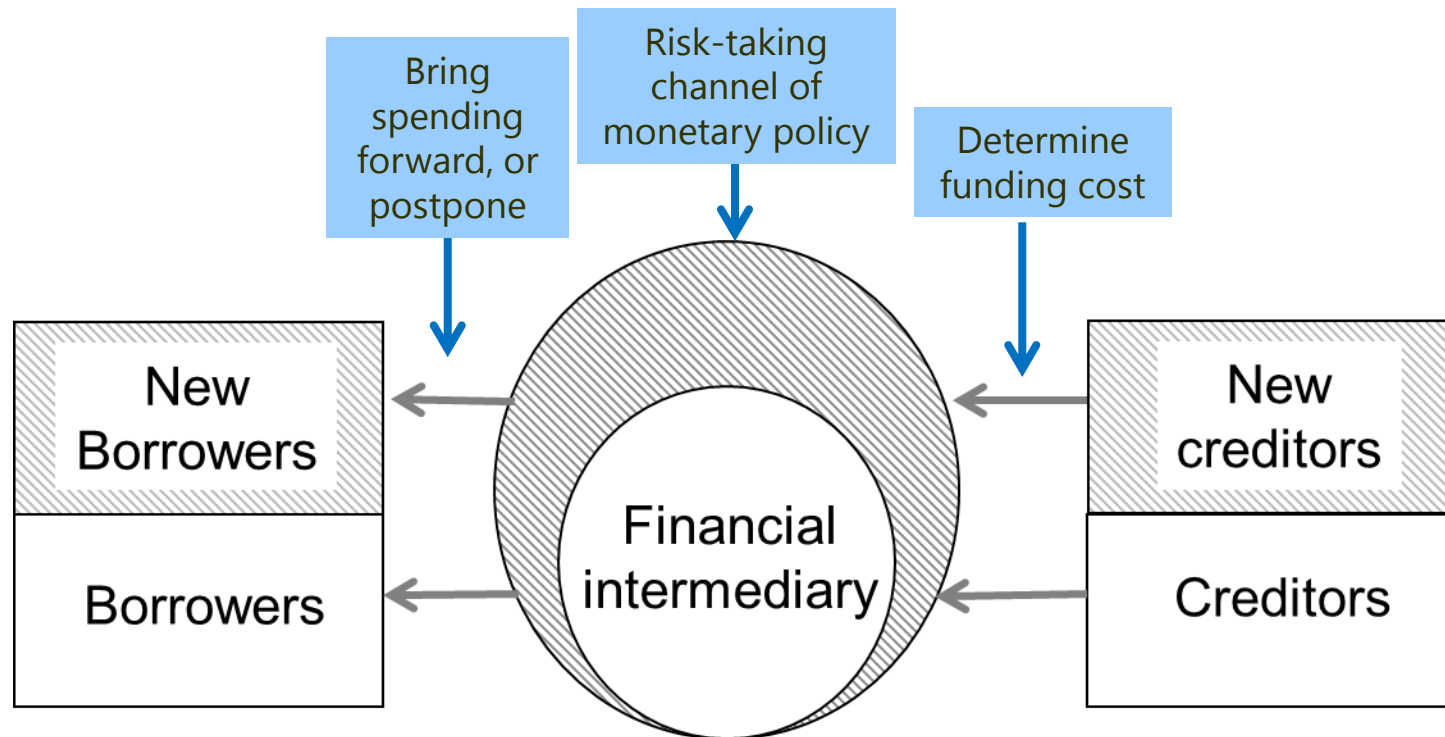 Bring
spending
forward, or
postpone
Risk-taking
channel of
monetary policy
Determine
funding cost
New
Borrowers
Borrowers
Financial
intermediary
New
creditors
Creditors